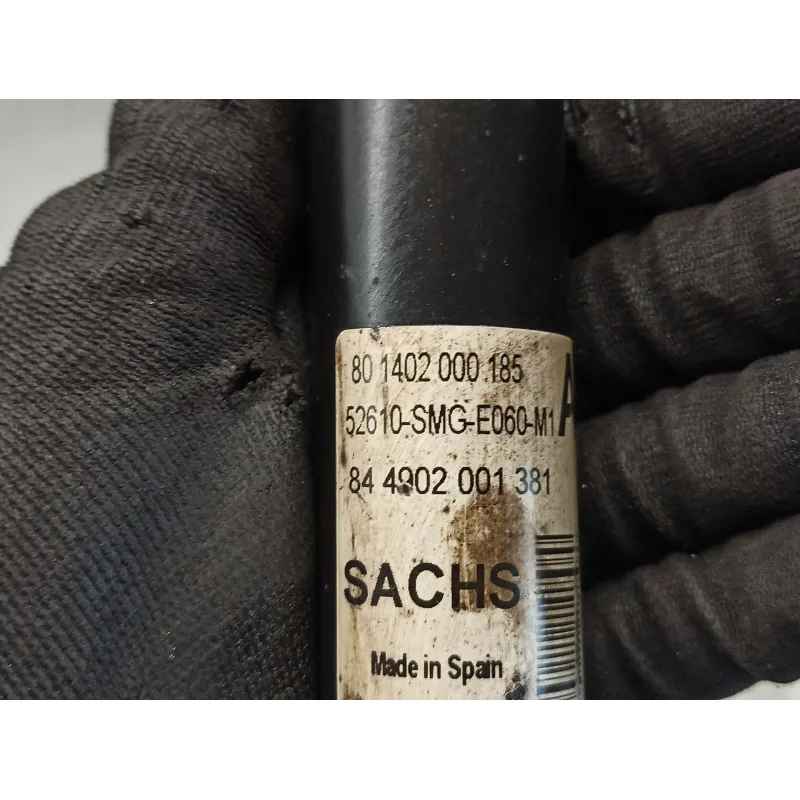 80 1402 000 185
52610-SMG-E060-M1
A
84 4902 001 381
SACHS
Made in Spain